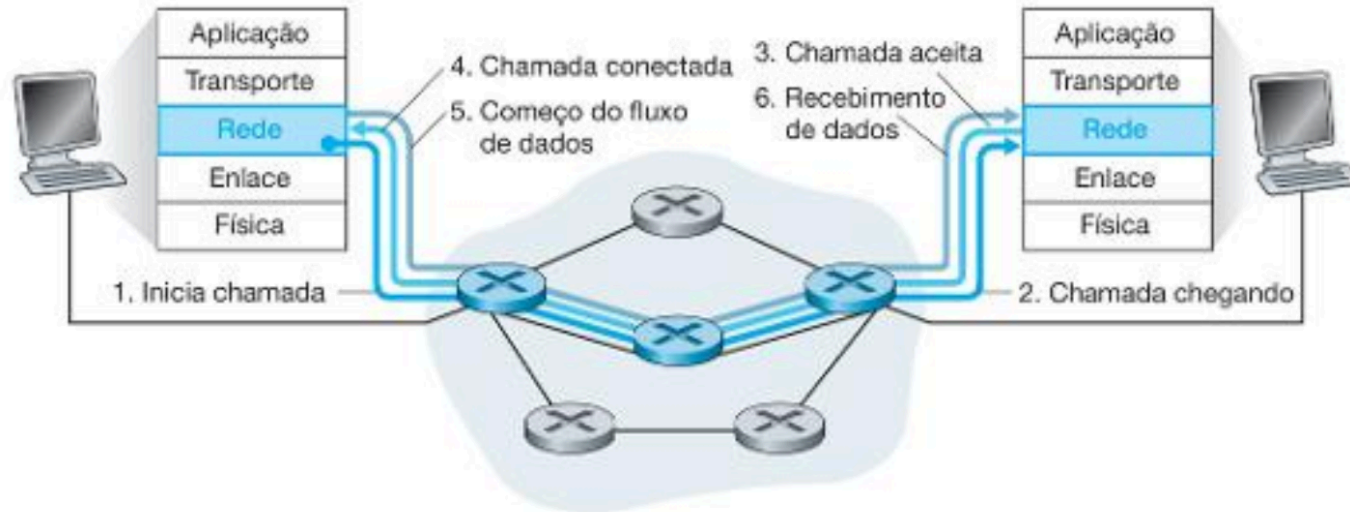 Aplicação
Transporte
Rede
Enlace
Física
4. Chamada conectada
5. Começo do fluxo
de dados
1. Inicia chamada
3. Chamada aceita
6. Recebimento
de dados
2. Chamada chegando
Aplicação
Transporte
Rede
Enlace
Física